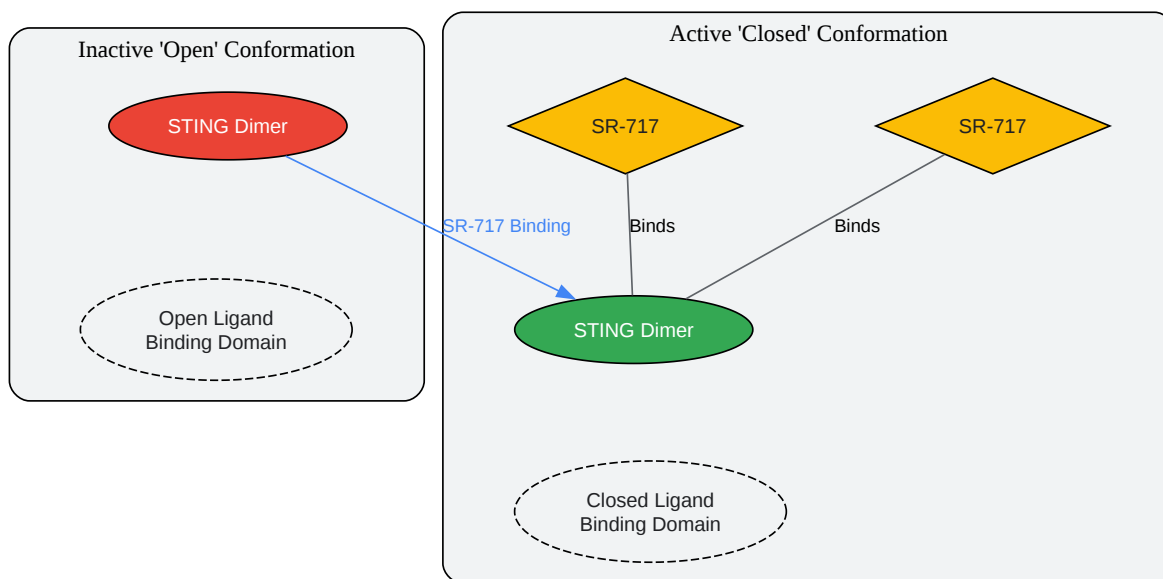 Inactive 'Open' Conformation
STING Dimer
Open Ligand
Binding Domain
SR-717 Binding
Active 'Closed' Conformation
SR-717
SR-717
Binds
Binds
STING Dimer
Closed Ligand
Binding Domain